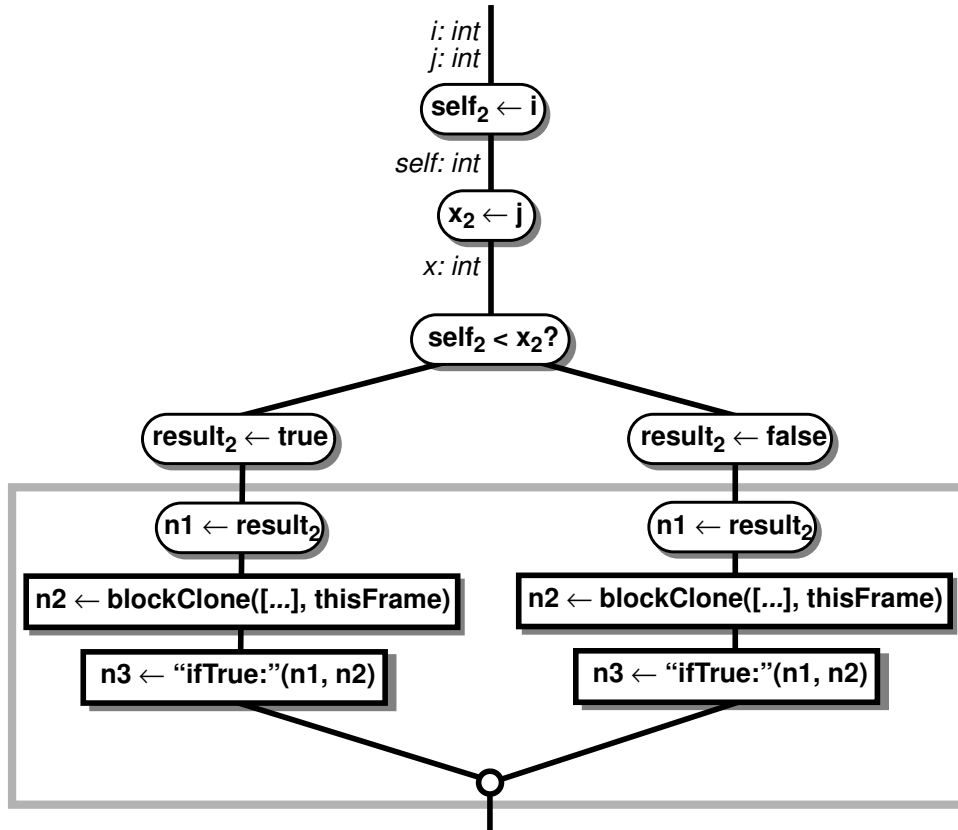 i: int
j: int
self₂ ← i
self: int
x₂ ← j
x: int
self₂ < x₂?
result₂ ← true
result₂ ← false
n1 ← result₂
n1 ← result₂
n2 ← blockClone([...], thisFrame)
n2 ← blockClone([...], thisFrame)
n3 ← “ifTrue:”(n1, n2)
n3 ← “ifTrue:”(n1, n2)